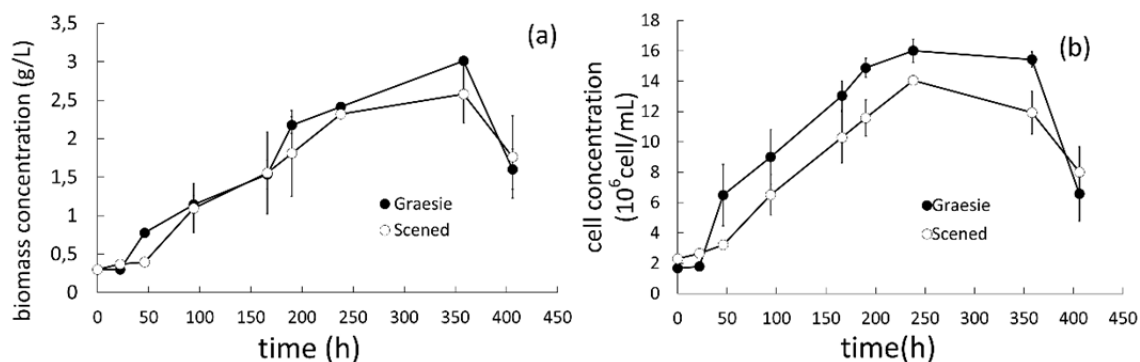 3,5
3
2,5
2
1,5
1
0,5
0
biomass concentration (g/L)
(a)
Graesie
Scened
0 50 100 150 200 250 300 350 400 450
time (h)
18
16
14
12
10
8
6
4
2
0
cell concentration
(10⁶cell/mL)
(b)
Graesie
Scened
0 50 100 150 200 250 300 350 400 450
time(h)